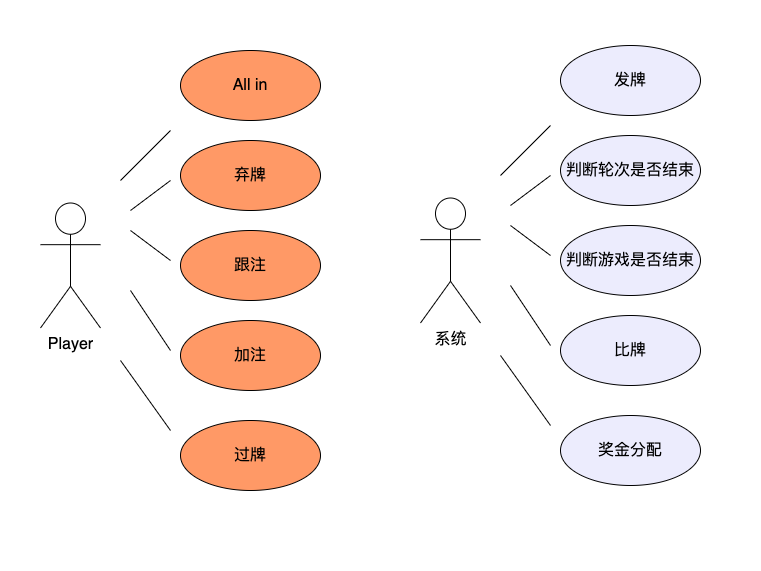 All in
弃牌
跟注
加注
过牌
Player
发牌
判断轮次是否结束
判断游戏是否结束
比牌
奖金分配
系统